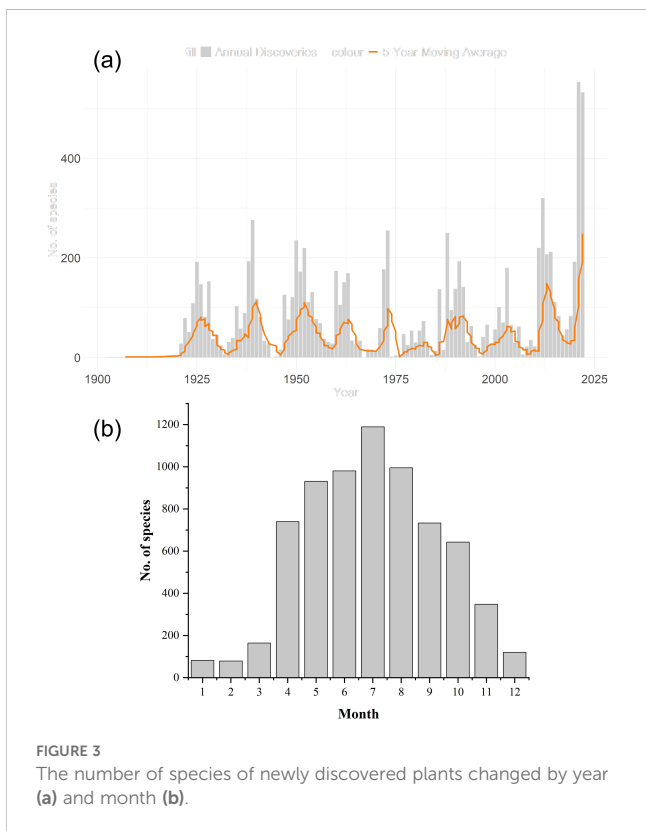 (a)
fill Annual Discoveries colour 5-Year Moving Average
400
200
0
No. of species
1900 1925 1950 1975 2000 2025
Year
(b)
1200
1000
800
600
400
200
0
No. of species
1 2 3 4 5 6 7 8 9 10 11 12
Month
FIGURE 3
The number of species of newly discovered plants changed by year
(a) and month (b).